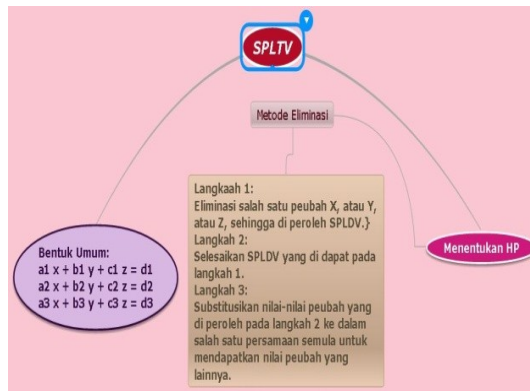 SPLTV
Metode Eliminasi
Langkaah 1:
Eliminasi salah satu peubah X, atau Y,
atau Z, sehingga di peroleh SPLDV.}
Langkah 2:
Selesaikan SPLDV yang di dapat pada
langkah 1.
Langkah 3:
Substitusikan nilai-nilai peubah yang
di peroleh pada langkah 2 ke dalam
salah satu persamaan semula untuk
mendapatkan nilai peubah yang
lainnya.
Bentuk Umum:
a1 x + b1 y + c1 z = d1
a2 x + b2 y + c2 z = d2
a3 x + b3 y + c3 z = d3
Menentukan HP